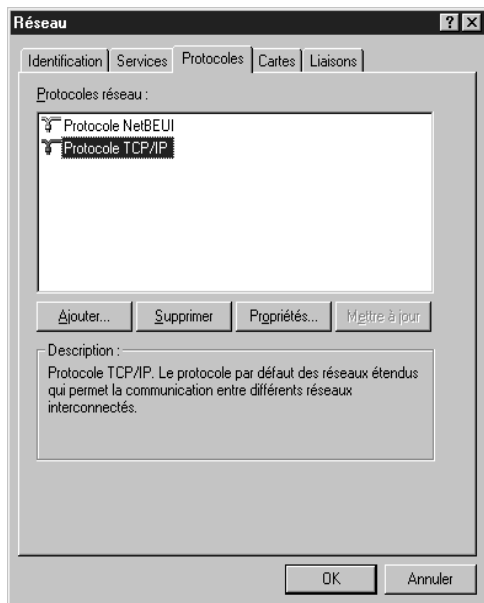 Réseau
Identification Services Protocoles Cartes Liaisons
Protocoles réseau :
Protocole NetBEUI
Protocole TCP/IP
Ajouter... Supprimer Propriétés... Mettre à jour
Description :
Protocole TCP/IP. Le protocole par défaut des réseaux étendus
qui permet la communication entre différents réseaux
interconnectés.
OK Annuler